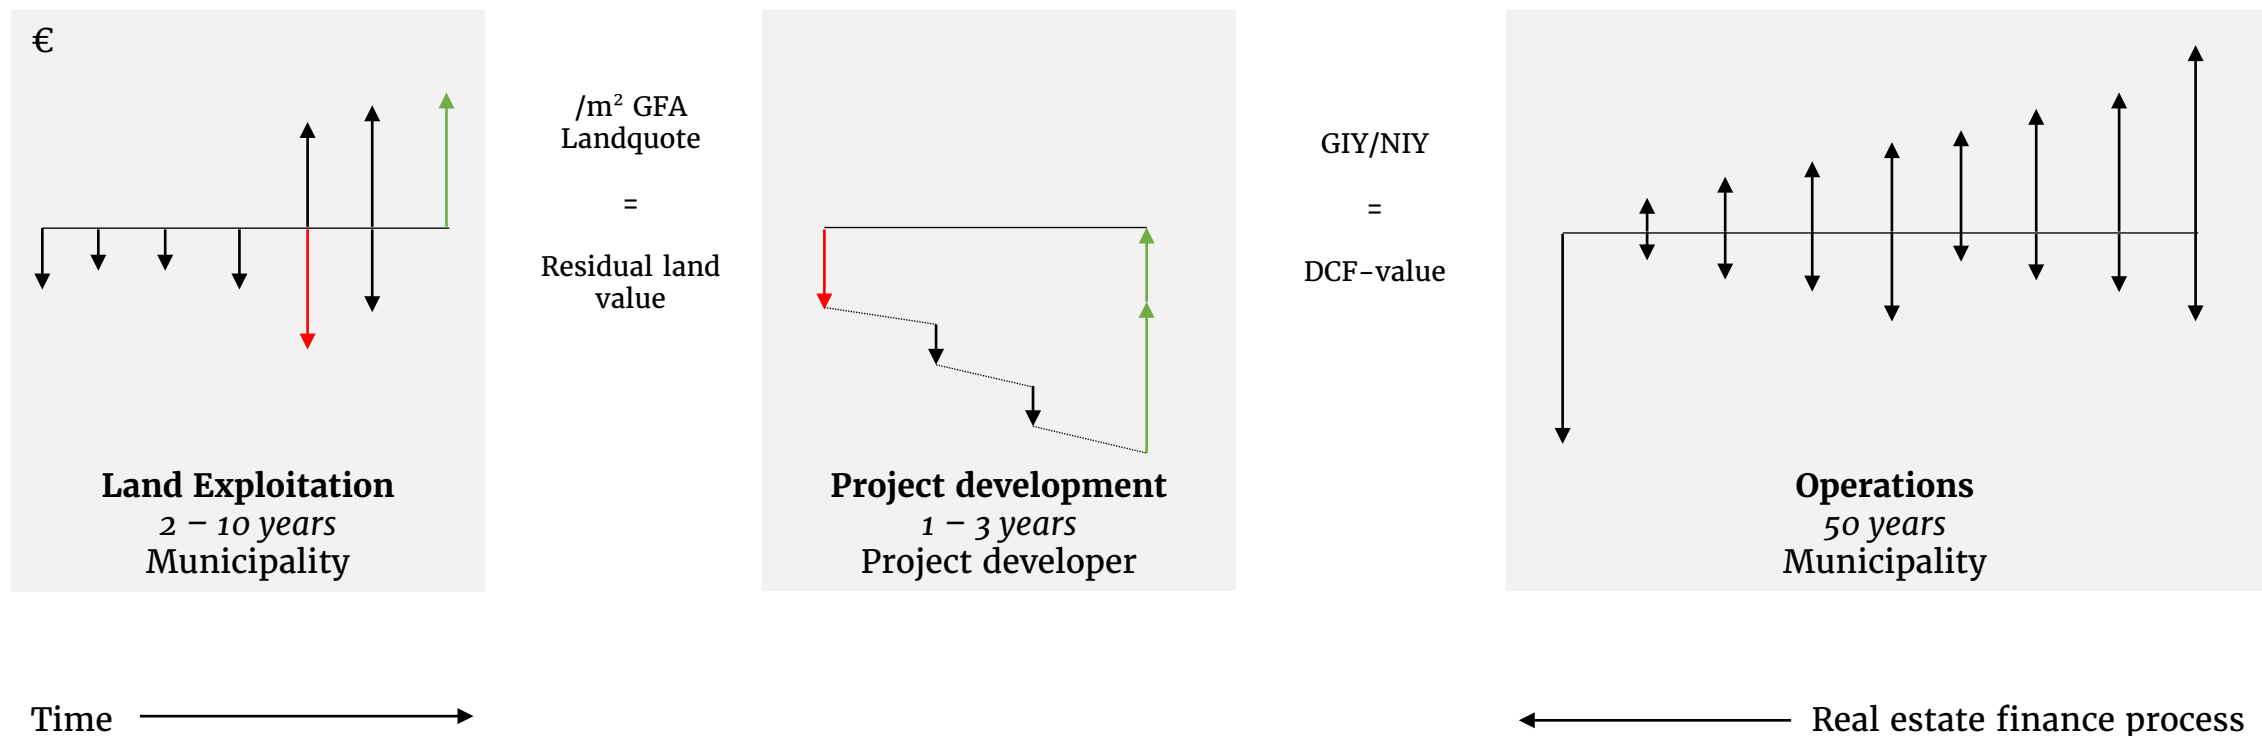 €
/m² GFA
Landquote
=
Residual land
value
GIY/NIY
=
DCF-value
Land Exploitation
2 – 10 years
Municipality
Project development
1 – 3 years
Project developer
Operations
50 years
Municipality
Time
Real estate finance process